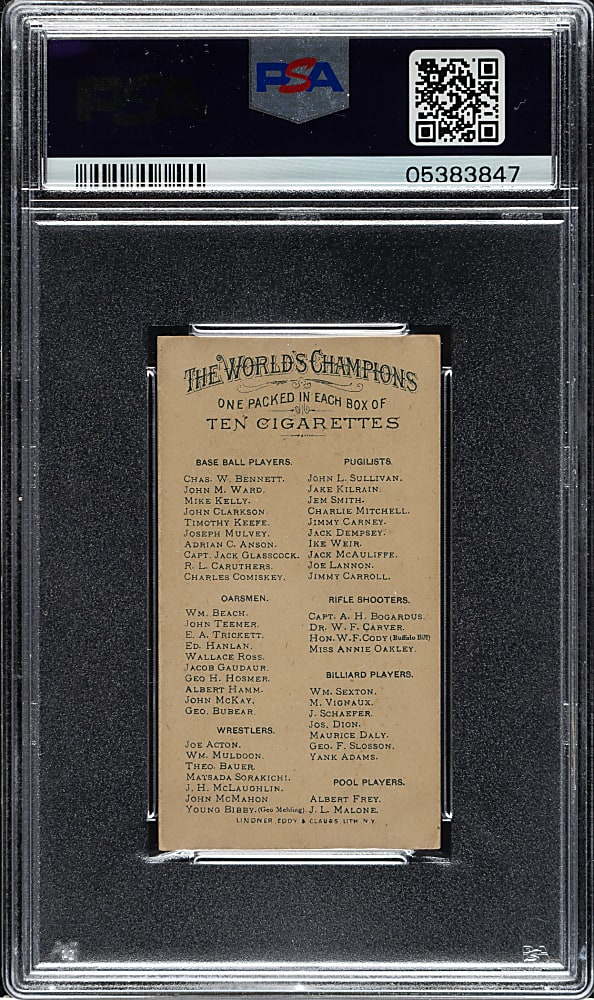 PSA
05383847
THE WORLD'S CHAMPIONS
ONE PACKED IN EACH BOX OF
TEN CIGARETTES
BASE BALL PLAYERS.
CHAS. W. BENNETT.
JOHN M. WARD.
MIKE KELLY.
JOHN CLARKSON.
TIMOTHY KEEFE.
JOSEPH MULVEY.
ADRIAN C. ANSON.
CAPT. JACK GLASSCOCK.
R. L. CARUTHERS.
CHARLES COMISKEY.
OARSMEN.
WM. BEACH.
JOHN TEEMER.
E. A. TRICKETT.
ED. HANLAN.
WALLACE ROSS.
JACOB GAUDAUR.
GEO H. HOSMER.
ALBERT HAMM.
JOHN McKAY.
GEO. BUBEAR.
WRESTLERS.
JOE ACTON.
WM. MULDOON.
THEO. BAUER.
MATSADA SORAKICHI.
J. H. McLAUGHLIN.
JOHN McMAHON.
YOUNG BIBBY. (Geo Mehling).
PUGILISTS.
JOHN L. SULLIVAN.
JAKE KILRAIN.
JEM SMITH.
CHARLIE MITCHELL.
JIMMY CARNEY.
JACK DEMPSEY.
IKE WEIR.
JACK McAULIFFE.
JOE LANNON.
JIMMY CARROLL.
RIFLE SHOOTERS.
CAPT. A. H. BOGARDUS.
DR. W. F. CARVER.
HON. W. F. CODY (Buffalo Bill)
MISS ANNIE OAKLEY.
BILLIARD PLAYERS.
WM. SEXTON.
M. VIGNAUX.
J. SCHAEFER.
JOS. DION.
MAURICE DALY.
GEO. F. SLOSSON.
YANK ADAMS.
POOL PLAYERS.
ALBERT FREY.
J. L. MALONE.
LINDNER, EDDY & CLAUSS, LITH. N.Y.